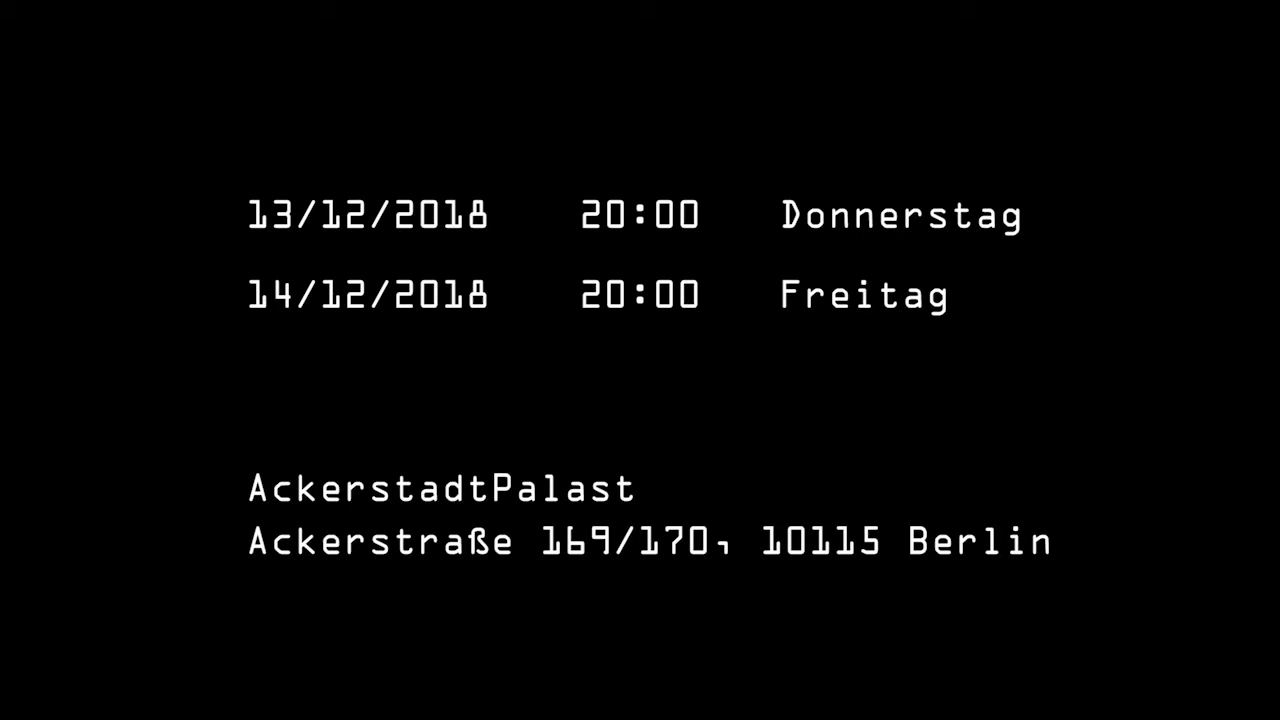 13/12/2018 20:00 Donnerstag
14/12/2018 20:00 Freitag
AckerstadtPalast
Ackerstraße 169/170, 10115 Berlin